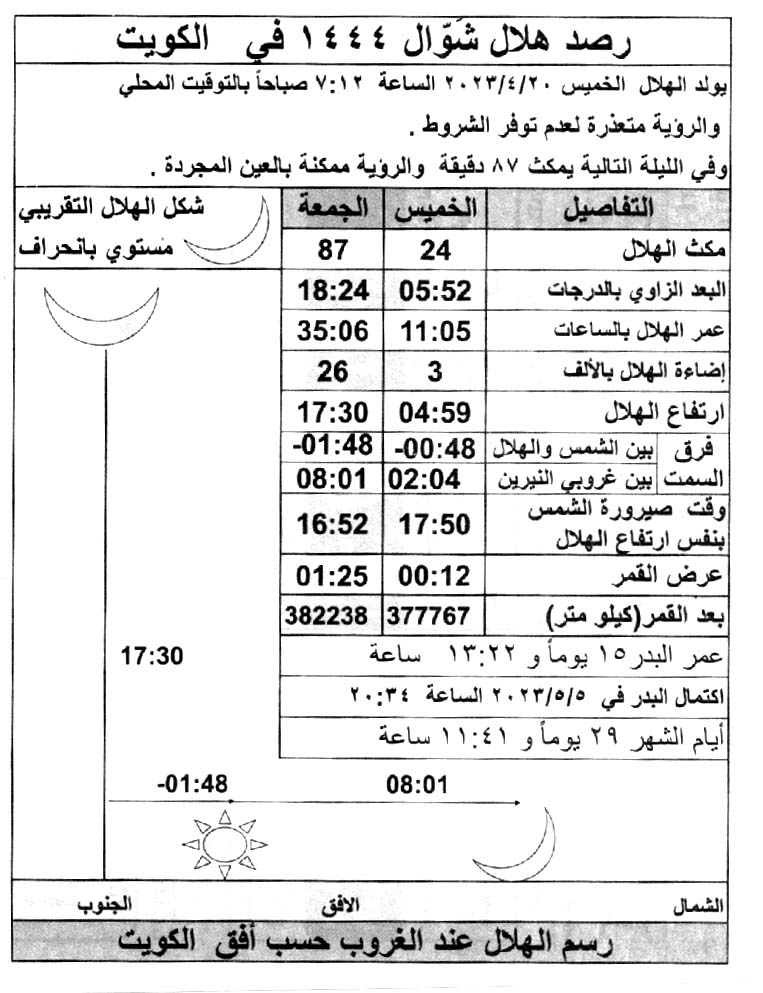 رصد هلال شَوّال ١٤٤٤ في الكويت
يولد الهلال الخميس ٢٠٢٣/٤/٢٠ الساعة ٧:١٢ صباحاً بالتوقيت المحلي
والرؤية متعذرة لعدم توفر الشروط .
وفي الليلة التالية يمكث ٨٧ دقيقة والرؤية ممكنة بالعين المجردة .
التفاصيل الخميس الجمعة
شكل الهلال التقريبي
مستوي بانحراف
مكث الهلال 24 87
البعد الزاوي بالدرجات 05:52 18:24
عمر الهلال بالساعات 11:05 35:06
إضاءة الهلال بالألف 3 26
ارتفاع الهلال 04:59 17:30
فرق السمت
بين الشمس والهلال -00:48 -01:48
بين غروبي النيرين 02:04 08:01
وقت صيرورة الشمس
بنفس ارتفاع الهلال 17:50 16:52
عرض القمر 00:12 01:25
بعد القمر(كيلو متر) 377767 382238
عمر البدر ١٥ يوماً و ١٣:٢٢ ساعة
اكتمال البدر في ٢٠٢٣/٥/٥ الساعة ٢٠:٣٤
أيام الشهر ٢٩ يوماً و ١١:٤١ ساعة
17:30
-01:48 08:01
الشمال الافق الجنوب
رسم الهلال عند الغروب حسب أفق الكويت